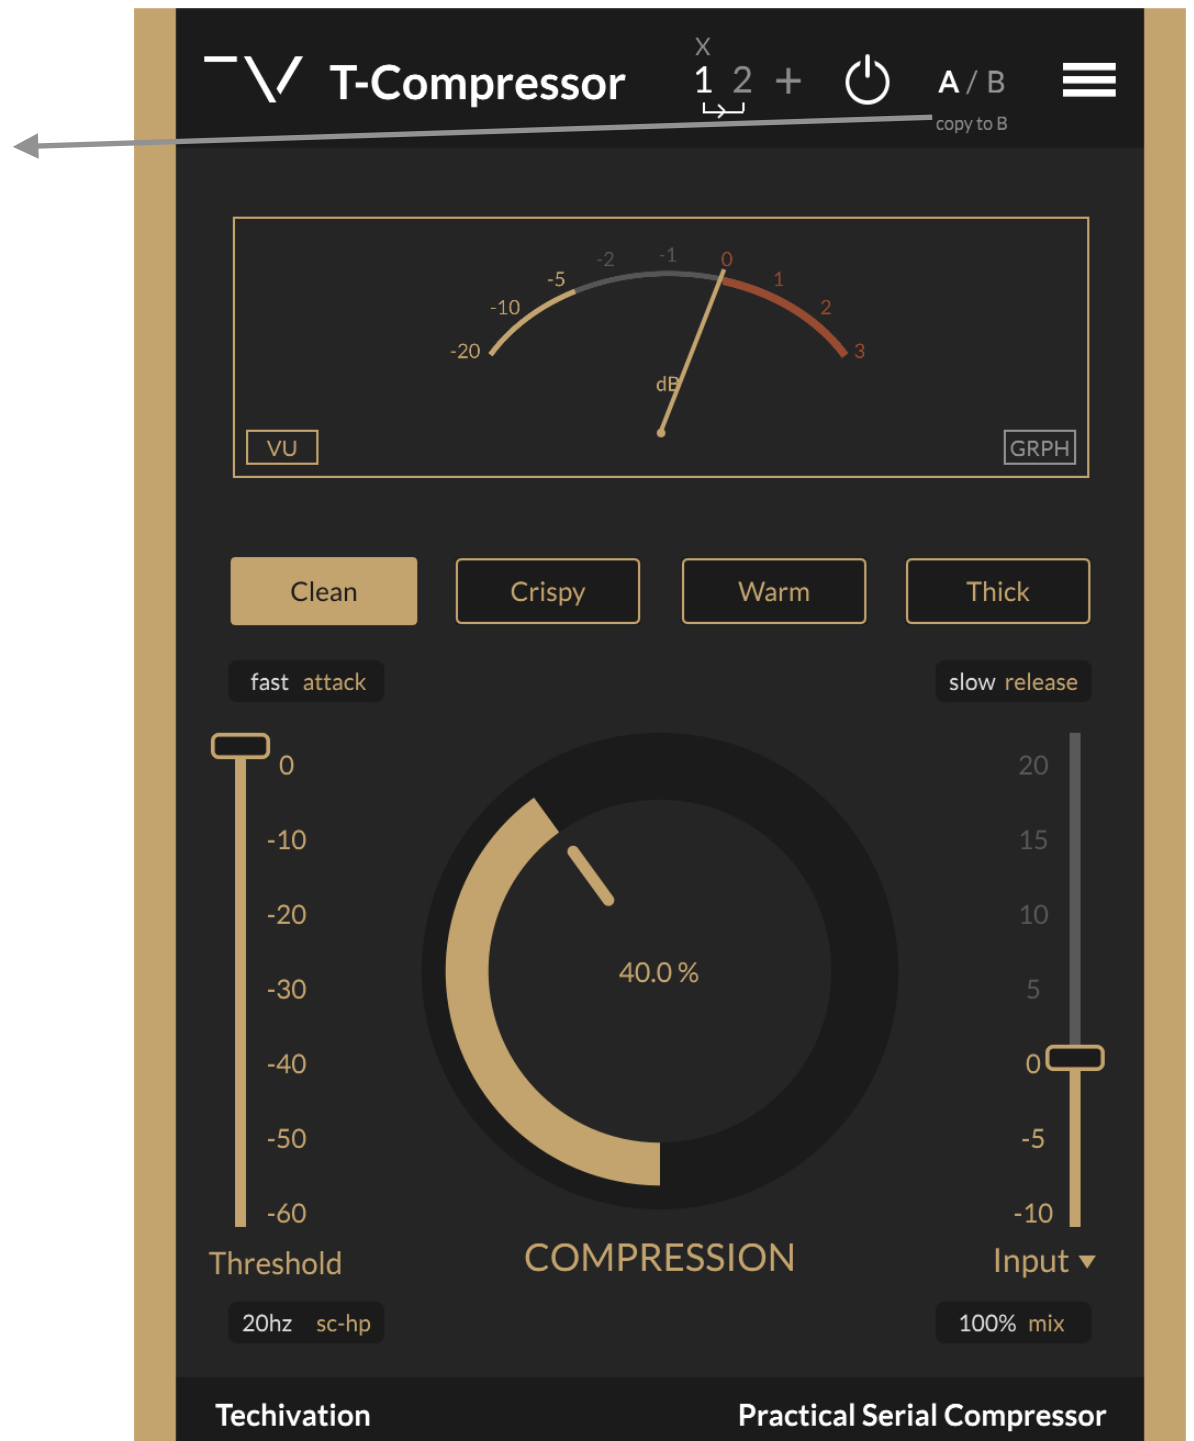 X
T-Compressor 1 2 + A / B
copy to B
-20 -10 -5 -2 -1 0 1 2 3
dB
VU GRPH
Clean Crispy Warm Thick
fast attack slow release
0 20
-10 15
-20 10
40.0 %
-30 5
-40 0
-50 -5
-60 -10
Threshold COMPRESSION Input
20hz sc-hp 100% mix
Techivation Practical Serial Compressor